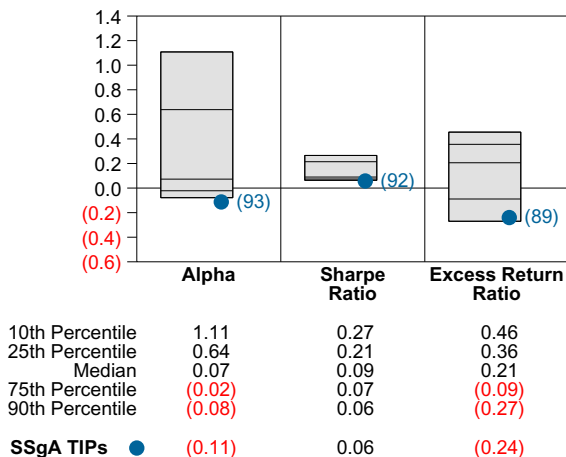 1.4
1.2
1.0
0.8
0.6
0.4
0.2
0.0
(0.2)
(0.4)
(0.6)
(93)
(92)
(89)
Alpha
Sharpe
Ratio
Excess Return
Ratio
10th Percentile 1.11 0.27 0.46
25th Percentile 0.64 0.21 0.36
Median 0.07 0.09 0.21
75th Percentile (0.02) 0.07 (0.09)
90th Percentile (0.08) 0.06 (0.27)
SSgA TIPs (0.11) 0.06 (0.24)